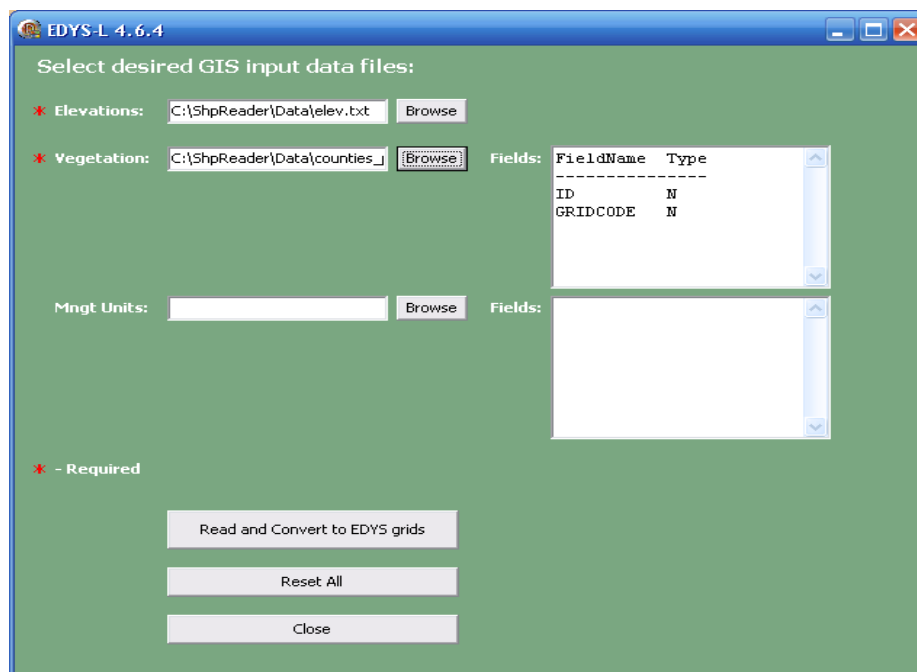 EDYS-L 4.6.4
Select desired GIS input data files:
* Elevations: C:\ShpReader\Data\elev.txt Browse
* Vegetation: C:\ShpReader\Data\counties_ Browse Fields: FieldName Type
---------------
ID N
GRIDCODE N
Mngt Units: Browse Fields:
* - Required
Read and Convert to EDYS grids
Reset All
Close